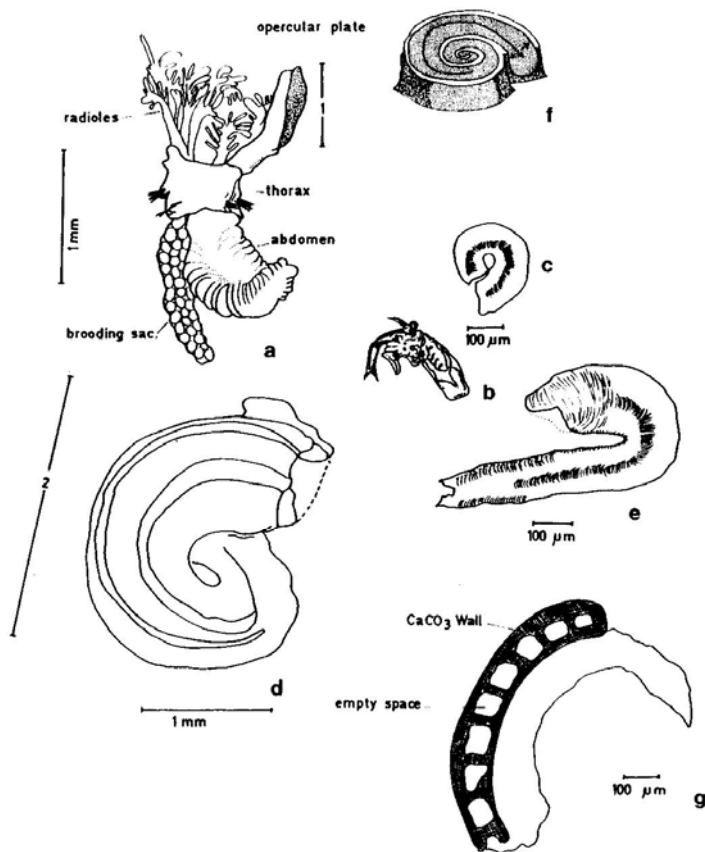 opercular plate
radioles
1
f
thorax
1mm
abdomen
c
brooding sac
100 µm
a
b
2
e
100 µm
CaCO3 Wall
d
empty space
1 mm
100 µm
g